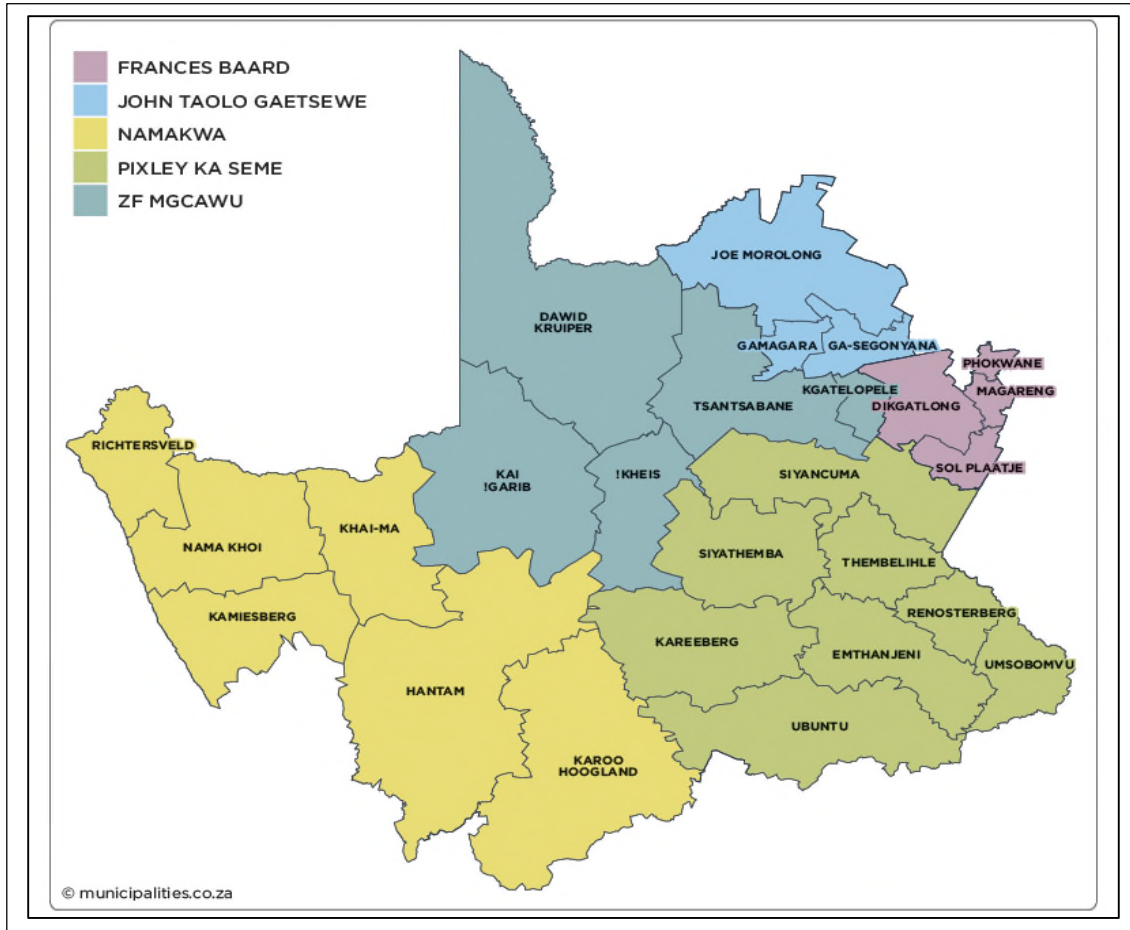 FRANCES BAARD
JOHN TAOLO GAETSEWE
NAMAKWA
PIXLEY KA SEME
ZF MGCAWU
JOE MOROLONG
DAWID
KRUIPER
GAMAGARA
GA-SEGONYANA
PHOKWANE
KGATELOPELE
MAGARENG
TSANTSABANE
DIKGATLONG
RICHTERSVELD
KAI
!GARIB
!KHEIS
SIYANCUMA
SOL PLAATJE
KHAI-MA
NAMA KHOI
SIYATHEMBA
THEMBELIHLE
KAMIESBERG
RENOSTERBERG
KAREEBERG
EMTHANJENI
UMSOBOMVU
HANTAM
UBUNTU
KAROO
HOOGLAND
© municipalities.co.za